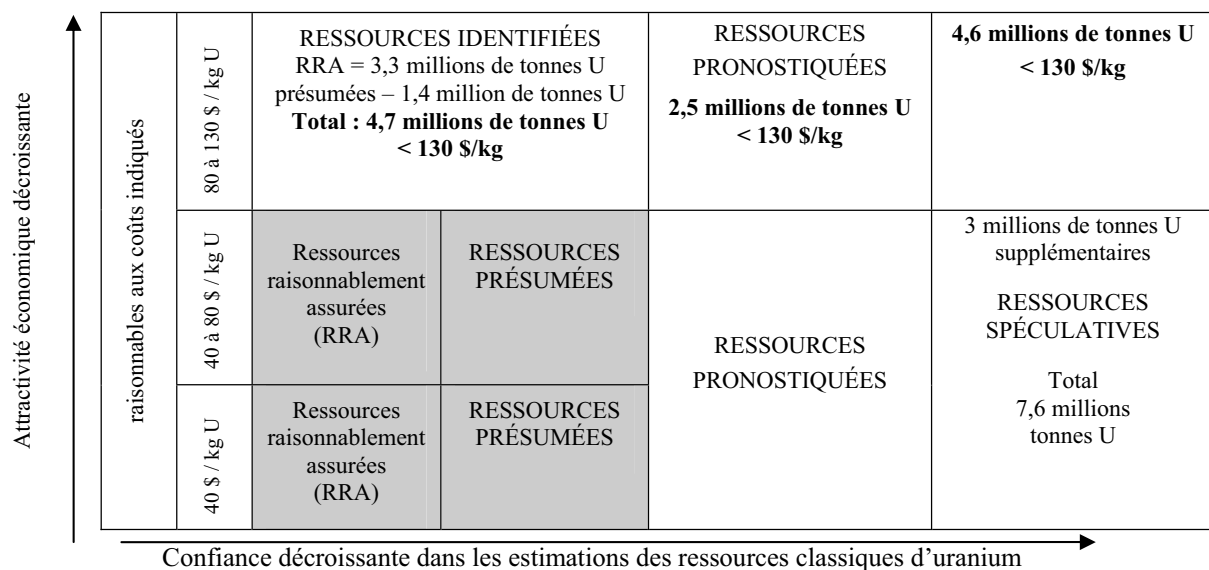 Attractivité économique décroissante
raisonnables aux coûts indiqués
80 à 130 $ / kg U
RESSOURCES IDENTIFIÉES
RRA = 3,3 millions de tonnes U
présumées – 1,4 million de tonnes U
Total : 4,7 millions de tonnes U
< 130 $/kg
RESSOURCES
PRONOSTIQUÉES
2,5 millions de tonnes U
< 130 $/kg
4,6 millions de tonnes U
< 130 $/kg
40 à 80 $ / kg U
Ressources
raisonnablement
assurées
(RRA)
RESSOURCES
PRÉSUMÉES
RESSOURCES
PRONOSTIQUÉES
3 millions de tonnes U
supplémentaires
RESSOURCES
SPÉCULATIVES
Total
7,6 millions
tonnes U
40 $ / kg U
Ressources
raisonnablement
assurées
(RRA)
RESSOURCES
PRÉSUMÉES
Confiance décroissante dans les estimations des ressources classiques d’uranium